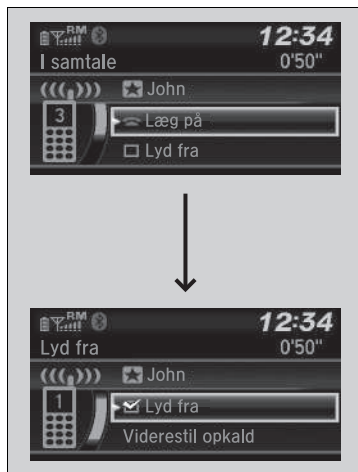 RM
12:34
I samtale 0'50"
John
3
Læg på
Lyd fra
RM
12:34
Lyd fra 0'50"
John
1
Lyd fra
Viderestil opkald